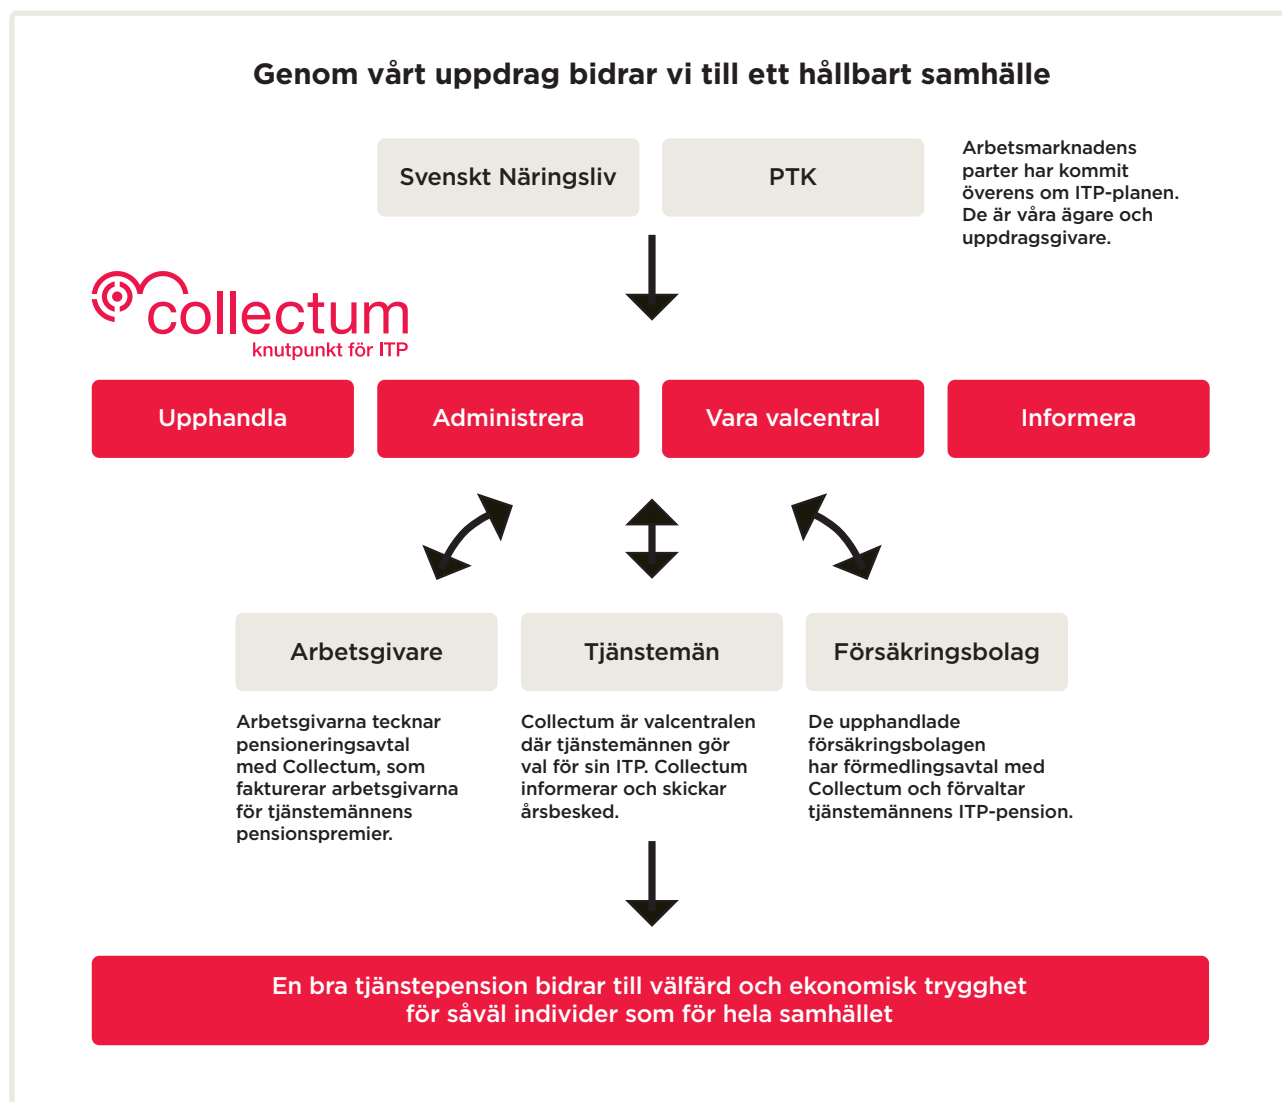 Genom vårt uppdrag bidrar vi till ett hållbart samhälle
Svenskt Näringsliv
PTK
Arbetsmarknadens
parter har kommit
överens om ITP-planen.
De är våra ägare och
uppdragsgivare.
collectum
knutpunkt för ITP
Upphandla
Administrera
Vara valcentral
Informera
Arbetsgivare
Tjänstemän
Försäkringsbolag
Arbetsgivarna tecknar
pensioneringsavtal
med Collectum, som
fakturerar arbetsgivarna
för tjänstemännens
pensionspremier.
Collectum är valcentralen
där tjänstemännen gör
val för sin ITP. Collectum
informerar och skickar
årsbesked.
De upphandlade
försäkringsbolagen
har förmedlingsavtal med
Collectum och förvaltar
tjänstemännens ITP-pension.
En bra tjänstepension bidrar till välfärd och ekonomisk trygghet
för såväl individer som för hela samhället